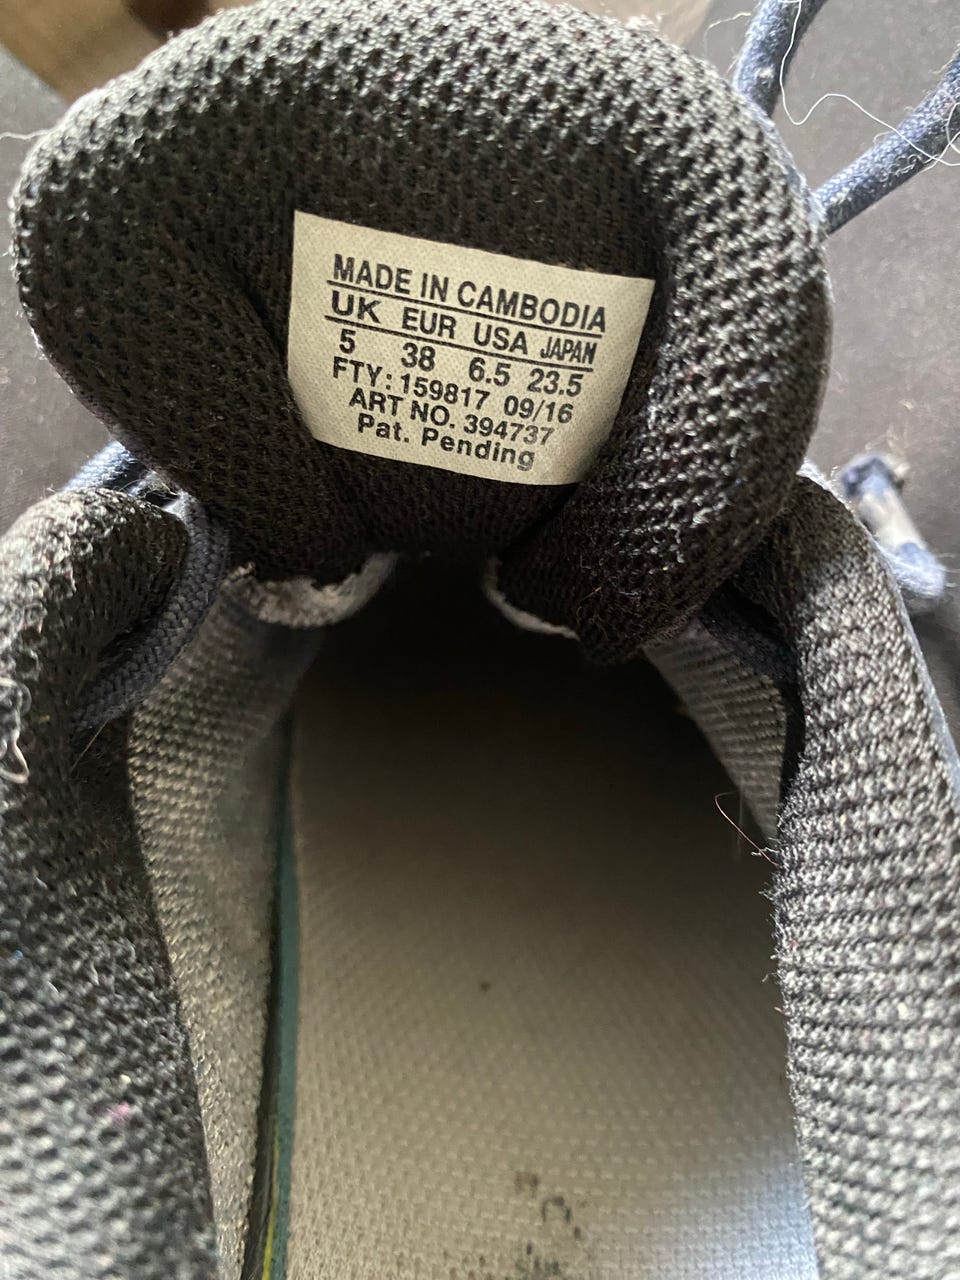 MADE IN CAMBODIA
UK EUR USA JAPAN
5 38 6.5 23.5
FTY: 159817 09/16
ART NO. 394737
Pat. Pending